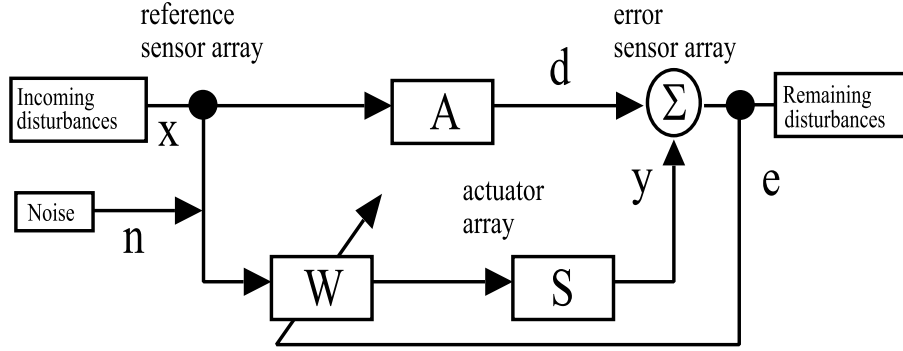 reference
sensor array
error
sensor array
Incoming
disturbances
x
A
d
Σ
Remaining
disturbances
Noise
n
actuator
array
y
e
W
S